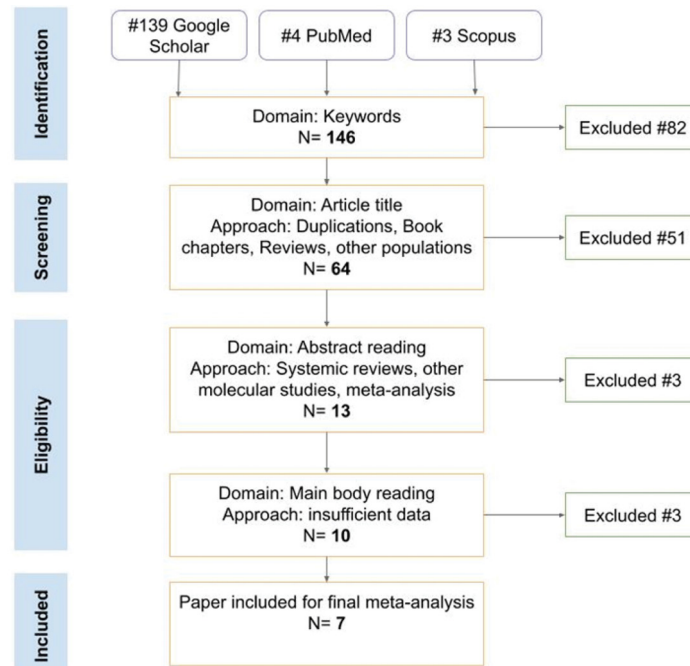 #139 Google
Scholar
#4 PubMed
#3 Scopus
Identification
Domain: Keywords
N= 146
Excluded #82
Screening
Domain: Article title
Approach: Duplications, Book
chapters, Reviews, other populations
N= 64
Excluded #51
Eligibility
Domain: Abstract reading
Approach: Systemic reviews, other
molecular studies, meta-analysis
N= 13
Excluded #3
Domain: Main body reading
Approach: insufficient data
N= 10
Excluded #3
Included
Paper included for final meta-analysis
N= 7